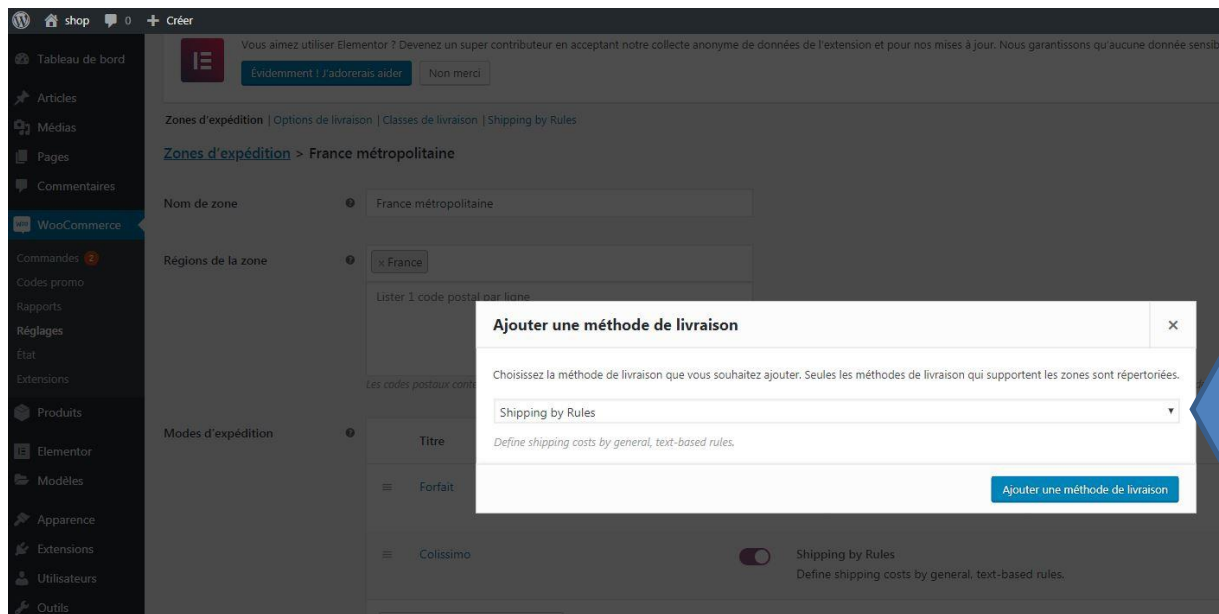 shop 0 + Créer
Vous aimez utiliser Elementor ? Devenez un super contributeur en acceptant notre collecte anonyme de données de l'extension et pour nos mises à jour. Nous garantissons qu'aucune donnée sensib
Évidemment ! J'adorerais aider
Non merci
Tableau de bord
Articles
Médias
Pages
Commentaires
WooCommerce
Commandes 2
Codes promo
Rapports
Réglages
État
Extensions
Produits
Elementor
Modèles
Apparence
Extensions
Utilisateurs
Outils
Zones d'expédition | Options de livraison | Classes de livraison | Shipping by Rules
Zones d'expédition > France métropolitaine
Nom de zone
France métropolitaine
Régions de la zone
× France
Lister 1 code postal par ligne
Les codes postaux conte
Modes d'expédition
Titre
Forfait
Colissimo
Shipping by Rules
Define shipping costs by general, text-based rules.
Ajouter une méthode de livraison
Choisissez la méthode de livraison que vous souhaitez ajouter. Seules les méthodes de livraison qui supportent les zones sont répertoriées.
Shipping by Rules
Define shipping costs by general, text-based rules.
Ajouter une méthode de livraison